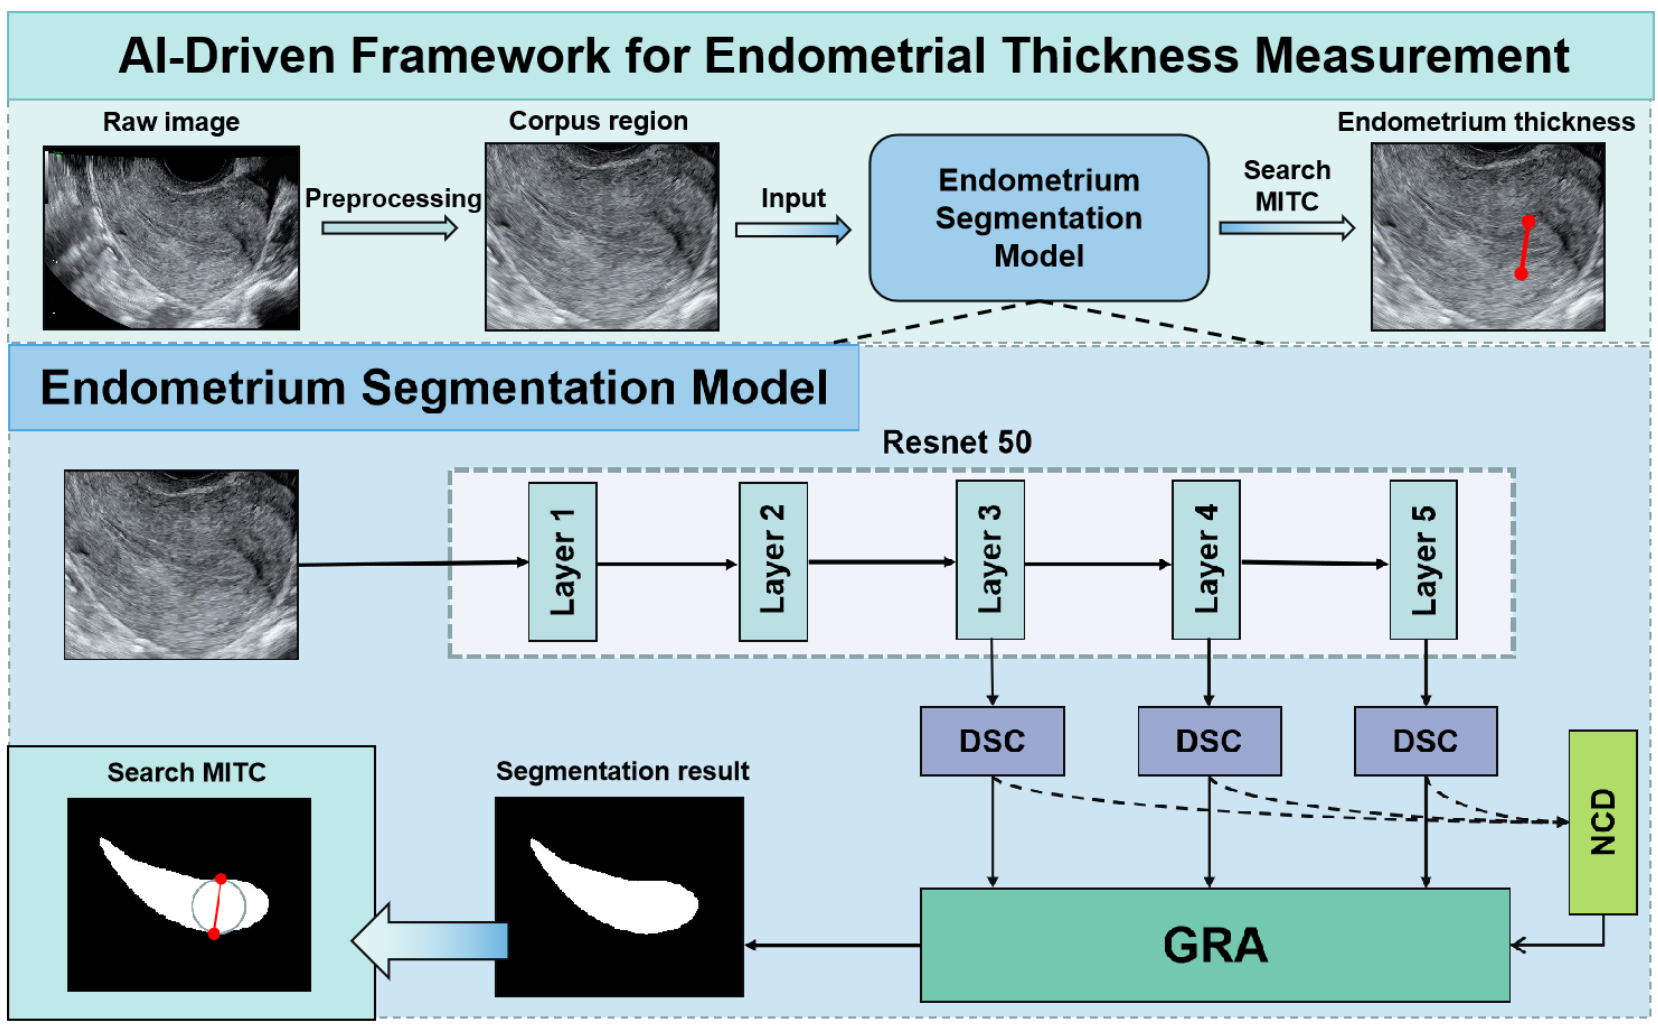 AI-Driven Framework for Endometrial Thickness Measurement
Raw image
Preprocessing
Corpus region
Input
Endometrium
Segmentation
Model
Search
MITC
Endometrium thickness
Endometrium Segmentation Model
Resnet 50
Layer 1
Layer 2
Layer 3
Layer 4
Layer 5
DSC
DSC
DSC
NCD
GRA
Segmentation result
Search MITC